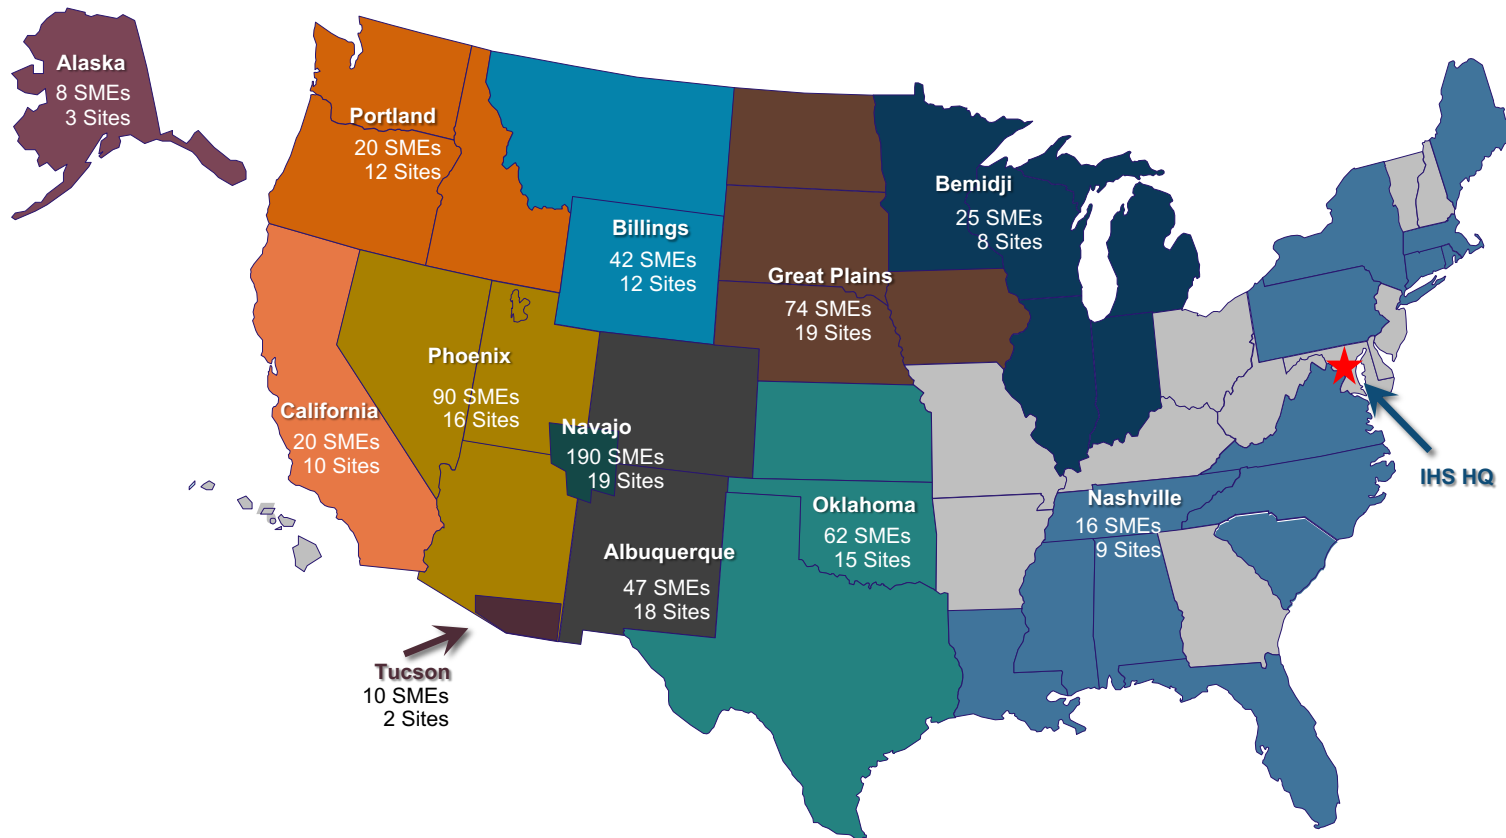 Alaska
8 SMEs
3 Sites
Portland
20 SMEs
12 Sites
Billings
42 SMEs
12 Sites
Bemidji
25 SMEs
8 Sites
Great Plains
74 SMEs
19 Sites
Phoenix
90 SMEs
16 Sites
California
20 SMEs
10 Sites
Navajo
190 SMEs
19 Sites
Albuquerque
47 SMEs
18 Sites
Oklahoma
62 SMEs
15 Sites
Nashville
16 SMEs
9 Sites
IHS HQ
Tucson
10 SMEs
2 Sites